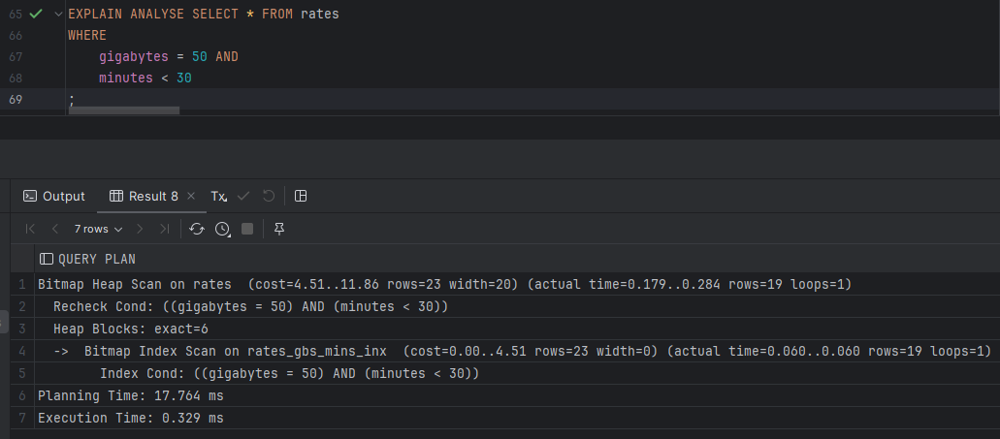 65 EXPLAIN ANALYSE SELECT * FROM rates
66 WHERE
67 gigabytes = 50 AND
68 minutes < 30
69 ;
Output Result 8 × Tx
7 rows
QUERY PLAN
1 Bitmap Heap Scan on rates  (cost=4.51..11.86 rows=23 width=20) (actual time=0.179..0.284 rows=19 loops=1)
2 Recheck Cond: ((gigabytes = 50) AND (minutes < 30))
3 Heap Blocks: exact=6
4 ->  Bitmap Index Scan on rates_gbs_mins_inx  (cost=0.00..4.51 rows=23 width=0) (actual time=0.060..0.060 rows=19 loops=1)
5 Index Cond: ((gigabytes = 50) AND (minutes < 30))
6 Planning Time: 17.764 ms
7 Execution Time: 0.329 ms